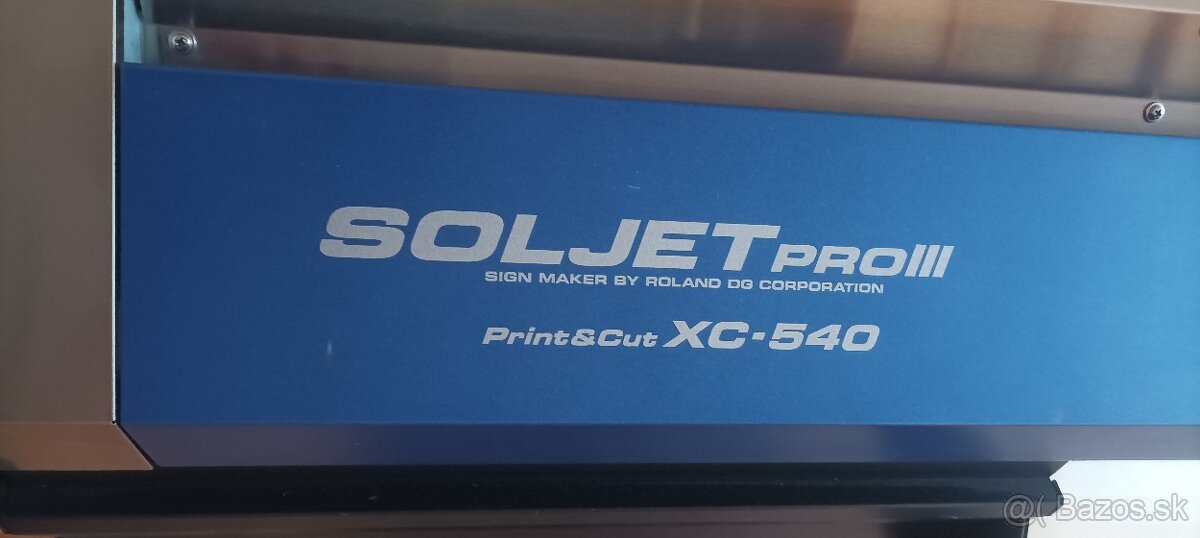 SOLJET PROIII
SIGN MAKER BY ROLAND DG CORPORATION
Print&Cut XC-540
@( Bazos.sk